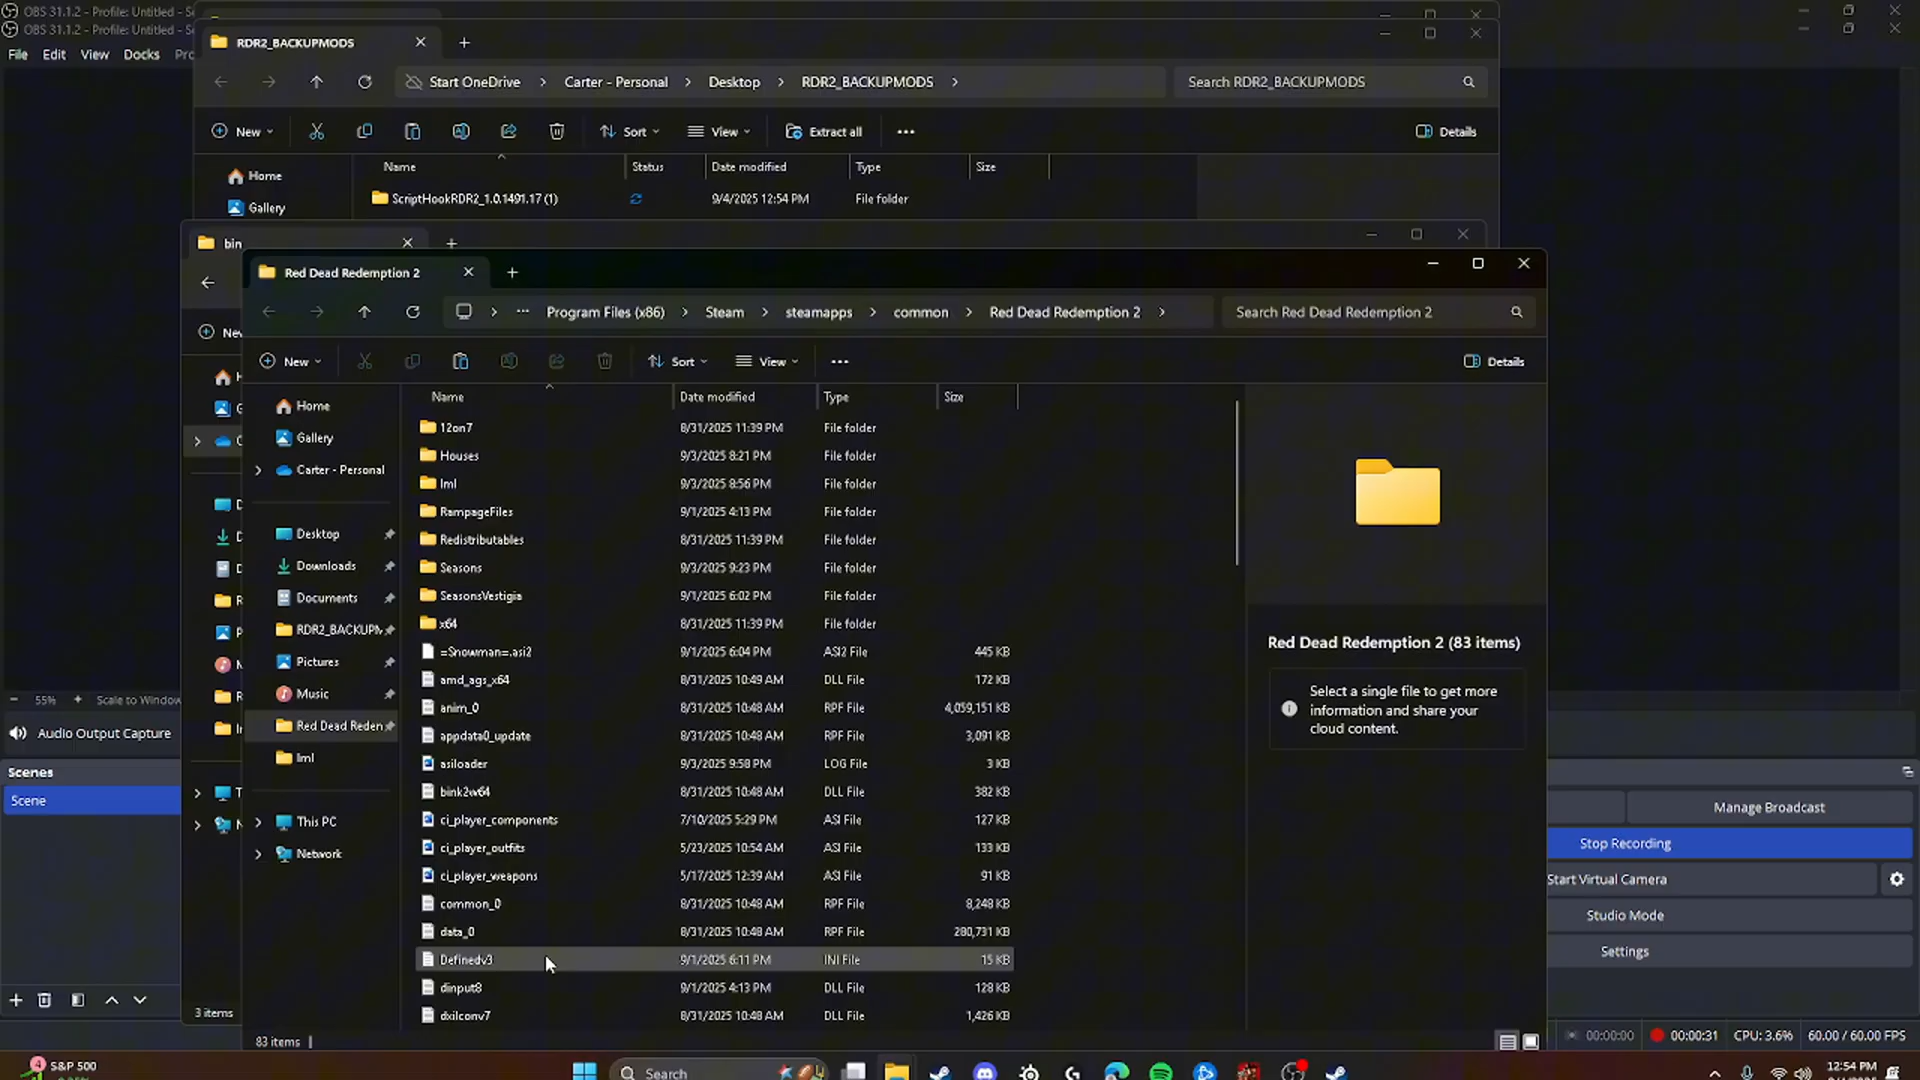 OBS 31.1.2 - Profile: Untitled - Se
OBS 31.1.2 - Profile: Untitled - Sc
File Edit View Docks
RDR2_BACKUPMODS
Start OneDrive > Carter - Personal > Desktop > RDR2_BACKUPMODS >
Search RDR2_BACKUPMODS
New Sort View Extract all ... Details
Name Status Date modified Type Size
Home
Gallery
ScriptHookRDR2_1.0.1491.17 (1) 9/4/2025 12:54 PM File folder
bin
Red Dead Redemption 2
> ... Program Files (x86) > Steam > steamapps > common > Red Dead Redemption 2 >
Search Red Dead Redemption 2
New Sort View ... Details
Name Date modified Type Size
Home
Gallery
Carter - Personal
Desktop
Downloads
Documents
RDR2_BACKUPM
Pictures
Music
Red Dead Reden
lml
This PC
Network
12on7 8/31/2025 11:39 PM File folder
Houses 9/3/2025 8:21 PM File folder
lml 9/3/2025 8:56 PM File folder
RampageFiles 9/1/2025 4:13 PM File folder
Redistributables 8/31/2025 11:39 PM File folder
Seasons 9/3/2025 9:23 PM File folder
SeasonsVestigia 9/1/2025 6:02 PM File folder
x64 8/31/2025 11:39 PM File folder
=Snowman=.asi2 9/1/2025 6:04 PM ASI2 File 445 KB
amd_ags_x64 8/31/2025 10:49 AM DLL File 172 KB
anim_0 8/31/2025 10:48 AM RPF File 4,059,151 KB
appdata0_update 8/31/2025 10:48 AM RPF File 3,091 KB
asiloader 9/3/2025 9:58 PM LOG File 3 KB
bink2w64 8/31/2025 10:48 AM DLL File 382 KB
ci_player_components 7/10/2025 5:29 PM ASI File 127 KB
ci_player_outfits 5/23/2025 10:54 AM ASI File 133 KB
ci_player_weapons 5/17/2025 12:39 AM ASI File 91 KB
common_0 8/31/2025 10:48 AM RPF File 8,248 KB
data_0 8/31/2025 10:48 AM RPF File 280,731 KB
Definedv3 9/1/2025 6:11 PM INI File 15 KB
dinput8 9/1/2025 4:13 PM DLL File 128 KB
dxilconv7 8/31/2025 10:48 AM DLL File 1,426 KB
Red Dead Redemption 2 (83 items)
Select a single file to get more
information and share your
cloud content.
83 items
3 items
55% + Scale to Window
Audio Output Capture
Scenes
Scene
Manage Broadcast
Stop Recording
Start Virtual Camera
Studio Mode
Settings
00:00:00 00:00:31 CPU: 3.6% 60.00 / 60.00 FPS
4
S&P 500
Search
12:54 PM